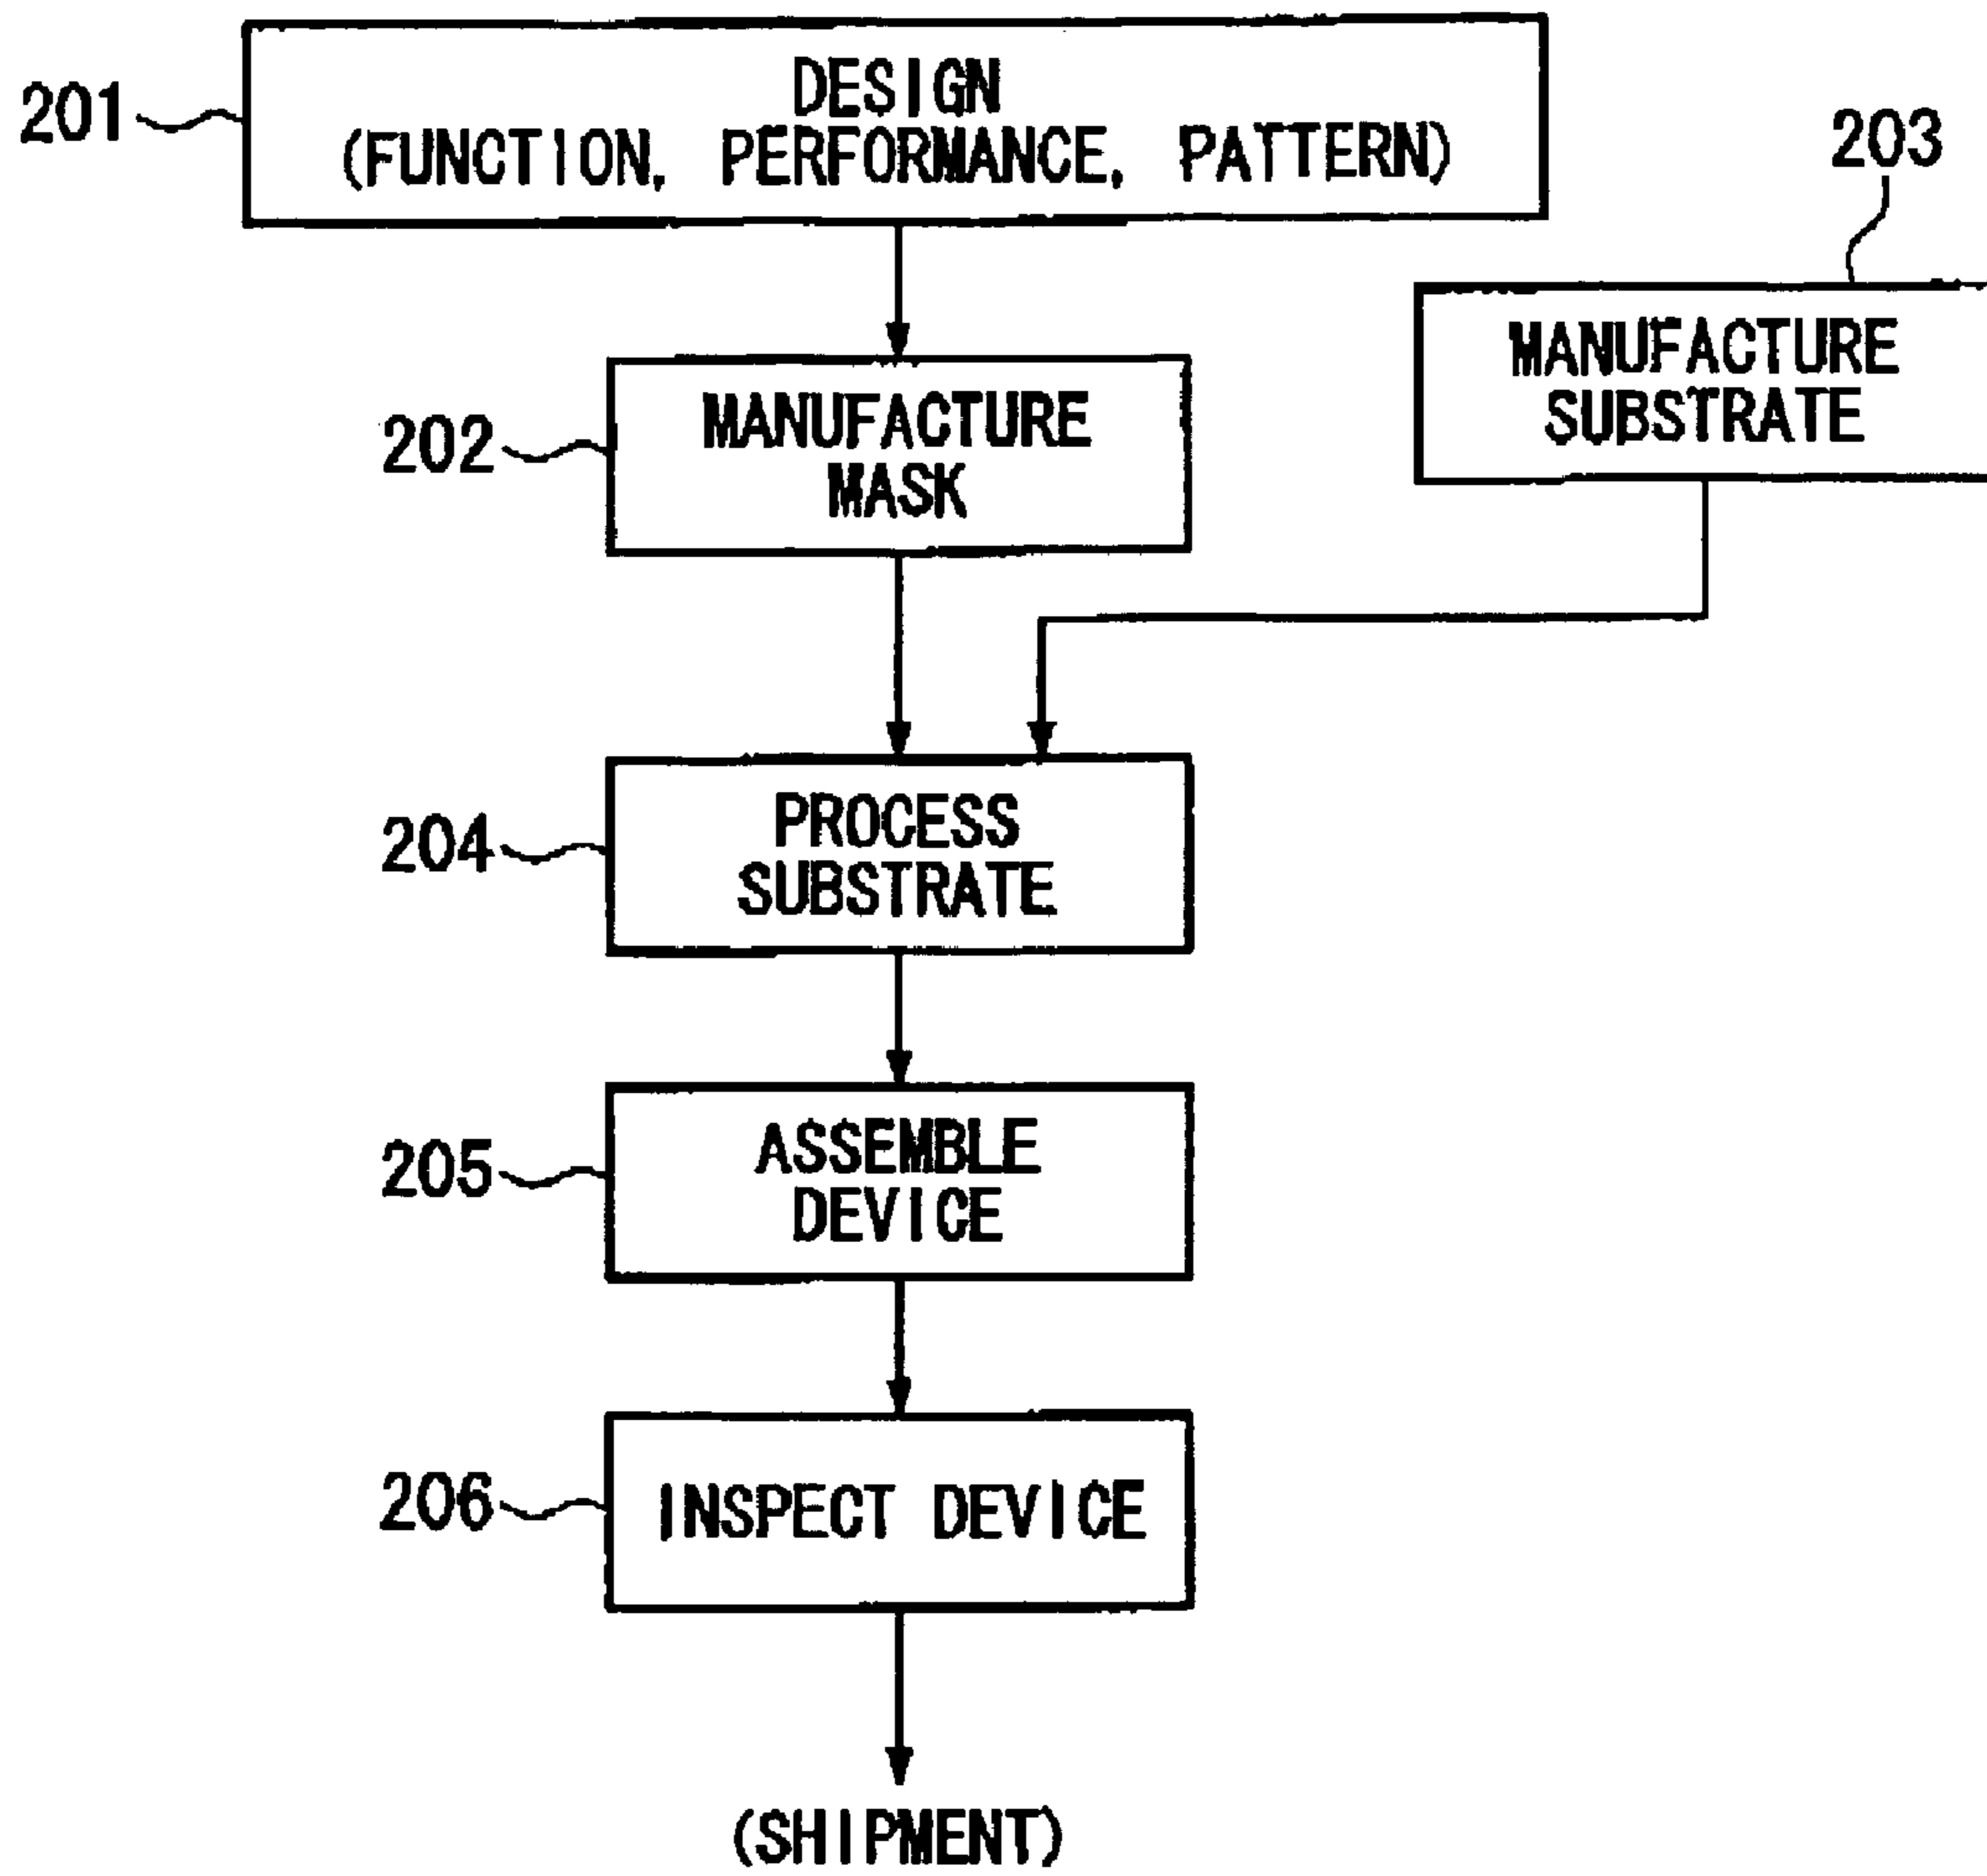 201
DESIGN
(FUNCTION, PERFORMANCE, PATTERN)
203
MANUFACTURE
SUBSTRATE
202
MANUFACTURE
MASK
204
PROCESS
SUBSTRATE
205
ASSEMBLE
DEVICE
206
INSPECT DEVICE
(SHIPMENT)